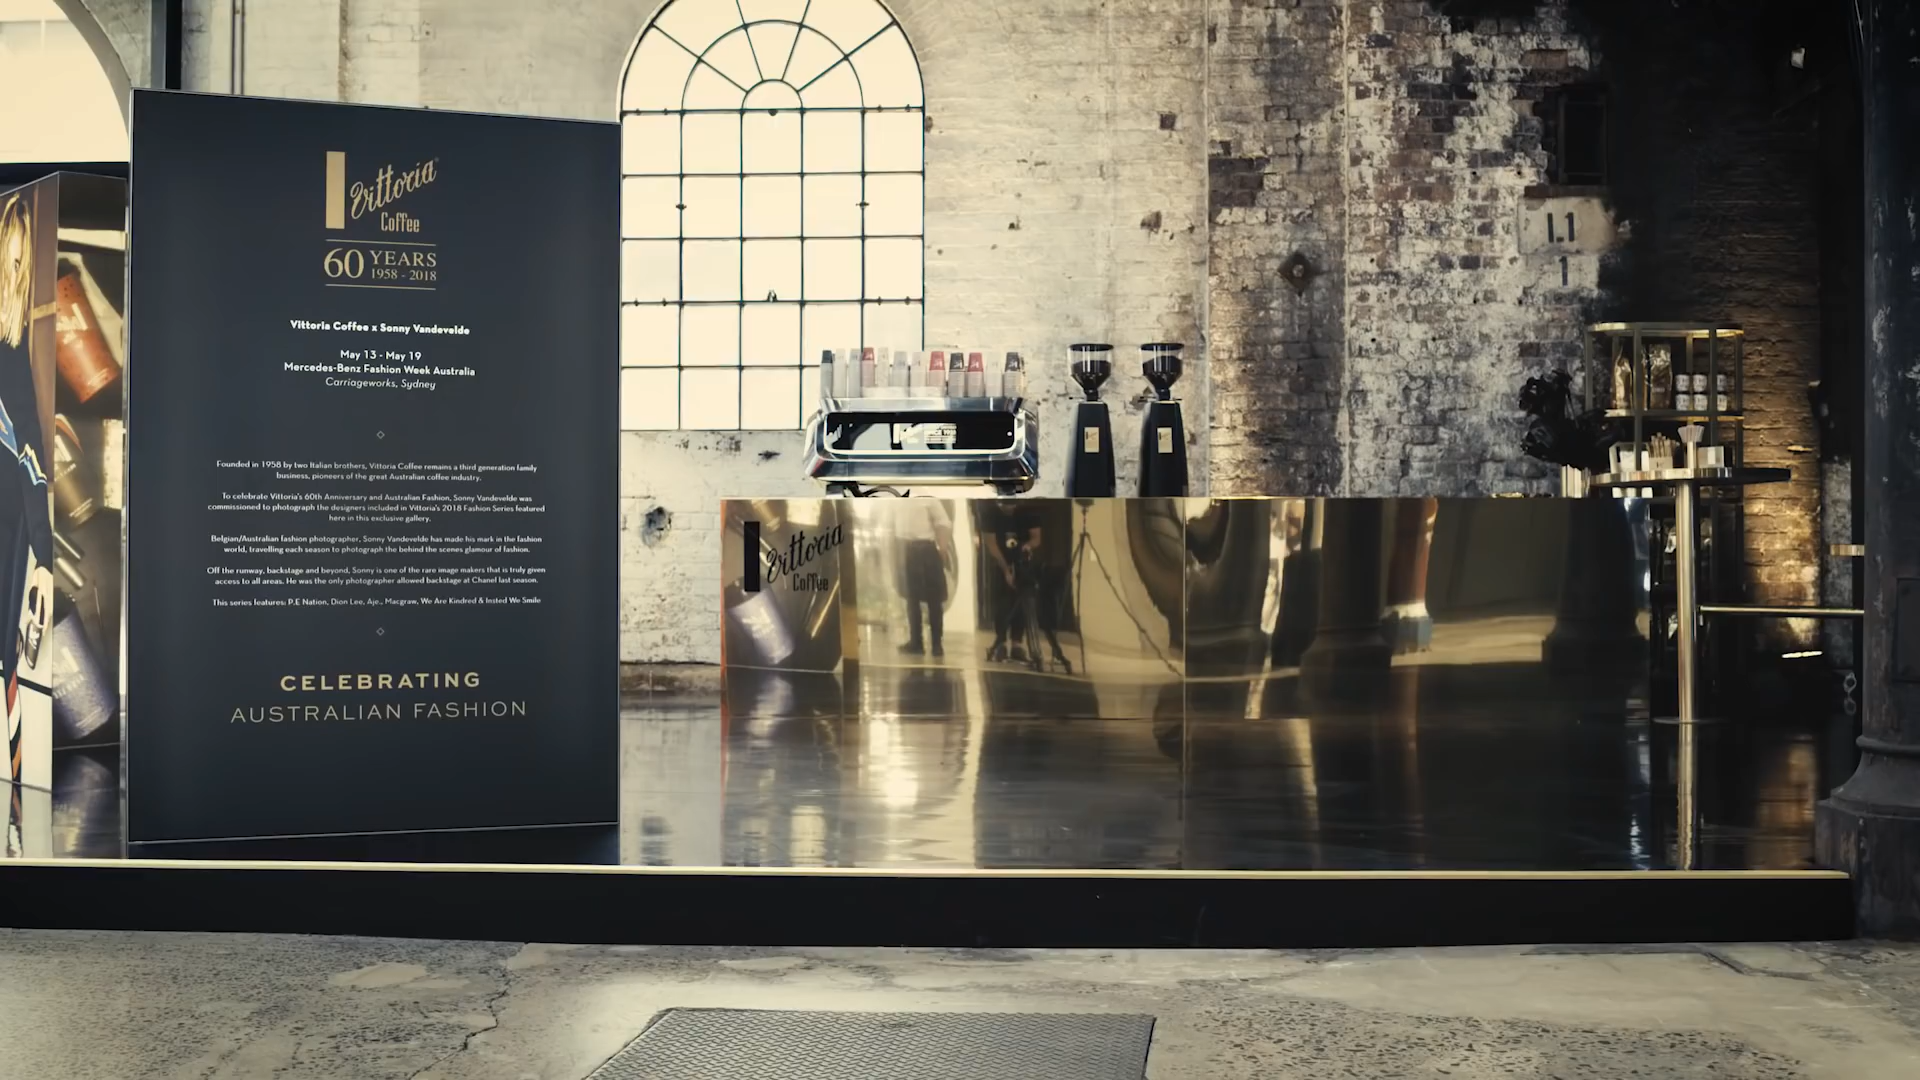 Vittoria
Coffee
60 YEARS
1958 - 2018
Vittoria Coffee x Sonny Vandevelde
May 13 - May 19
Mercedes-Benz Fashion Week Australia
Carriageworks, Sydney
Founded in 1958 by two Italian brothers, Vittoria Coffee remains a third generation family
business, pioneers of the great Australian coffee industry.
To celebrate Vittoria's 60th Anniversary and Australian Fashion, Sonny Vandevelde was
commissioned to photograph the designers included in Vittoria's 2018 Fashion Series featured
here in this exclusive gallery.
Belgian/Australian fashion photographer, Sonny Vandevelde has made his mark in the fashion
world, travelling each season to photograph the behind the scenes glamour of fashion.
Off the runway, backstage and beyond, Sonny is one of the rare image makers that is truly given
access to all areas. He was the only photographer allowed backstage at Chanel last season.
This series features: P.E Nation, Dion Lee, Aje., Macgraw, We Are Kindred & Insted We Smile
CELEBRATING
AUSTRALIAN FASHION
Vittoria
Coffee
L1
1